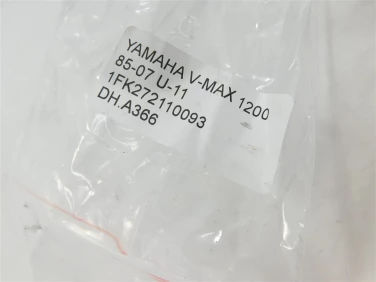 YAMAHA V-MAX 1200
85-07 U-11
1FK272110093
DH.A366